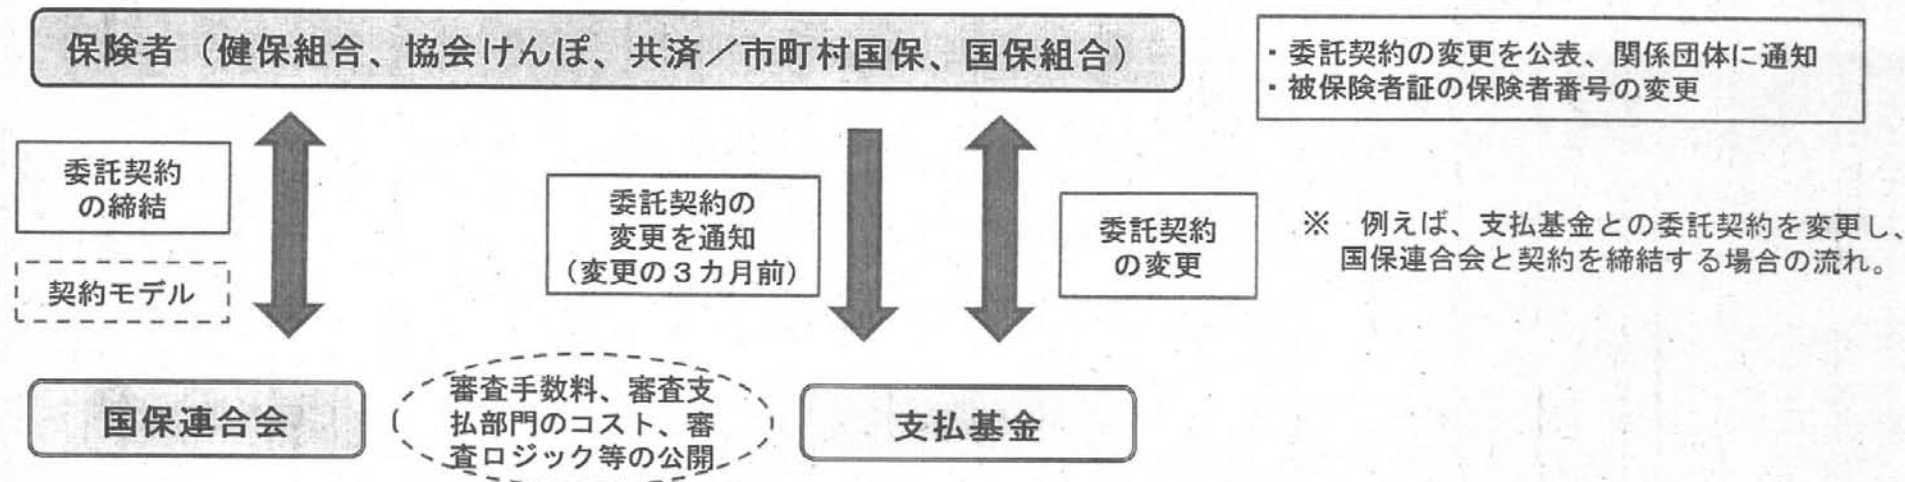 保険者（健保組合、協会けんぽ、共済／市町村国保、国保組合）
・委託契約の変更を公表、関係団体に通知
・被保険者証の保険者番号の変更
委託契約
の締結
契約モデル
委託契約の
変更を通知
（変更の３カ月前）
委託契約
の変更
※　例えば、支払基金との委託契約を変更し、
国保連合会と契約を締結する場合の流れ。
国保連合会
審査手数料、審査支
払部門のコスト、審
査ロジック等の公開
支払基金